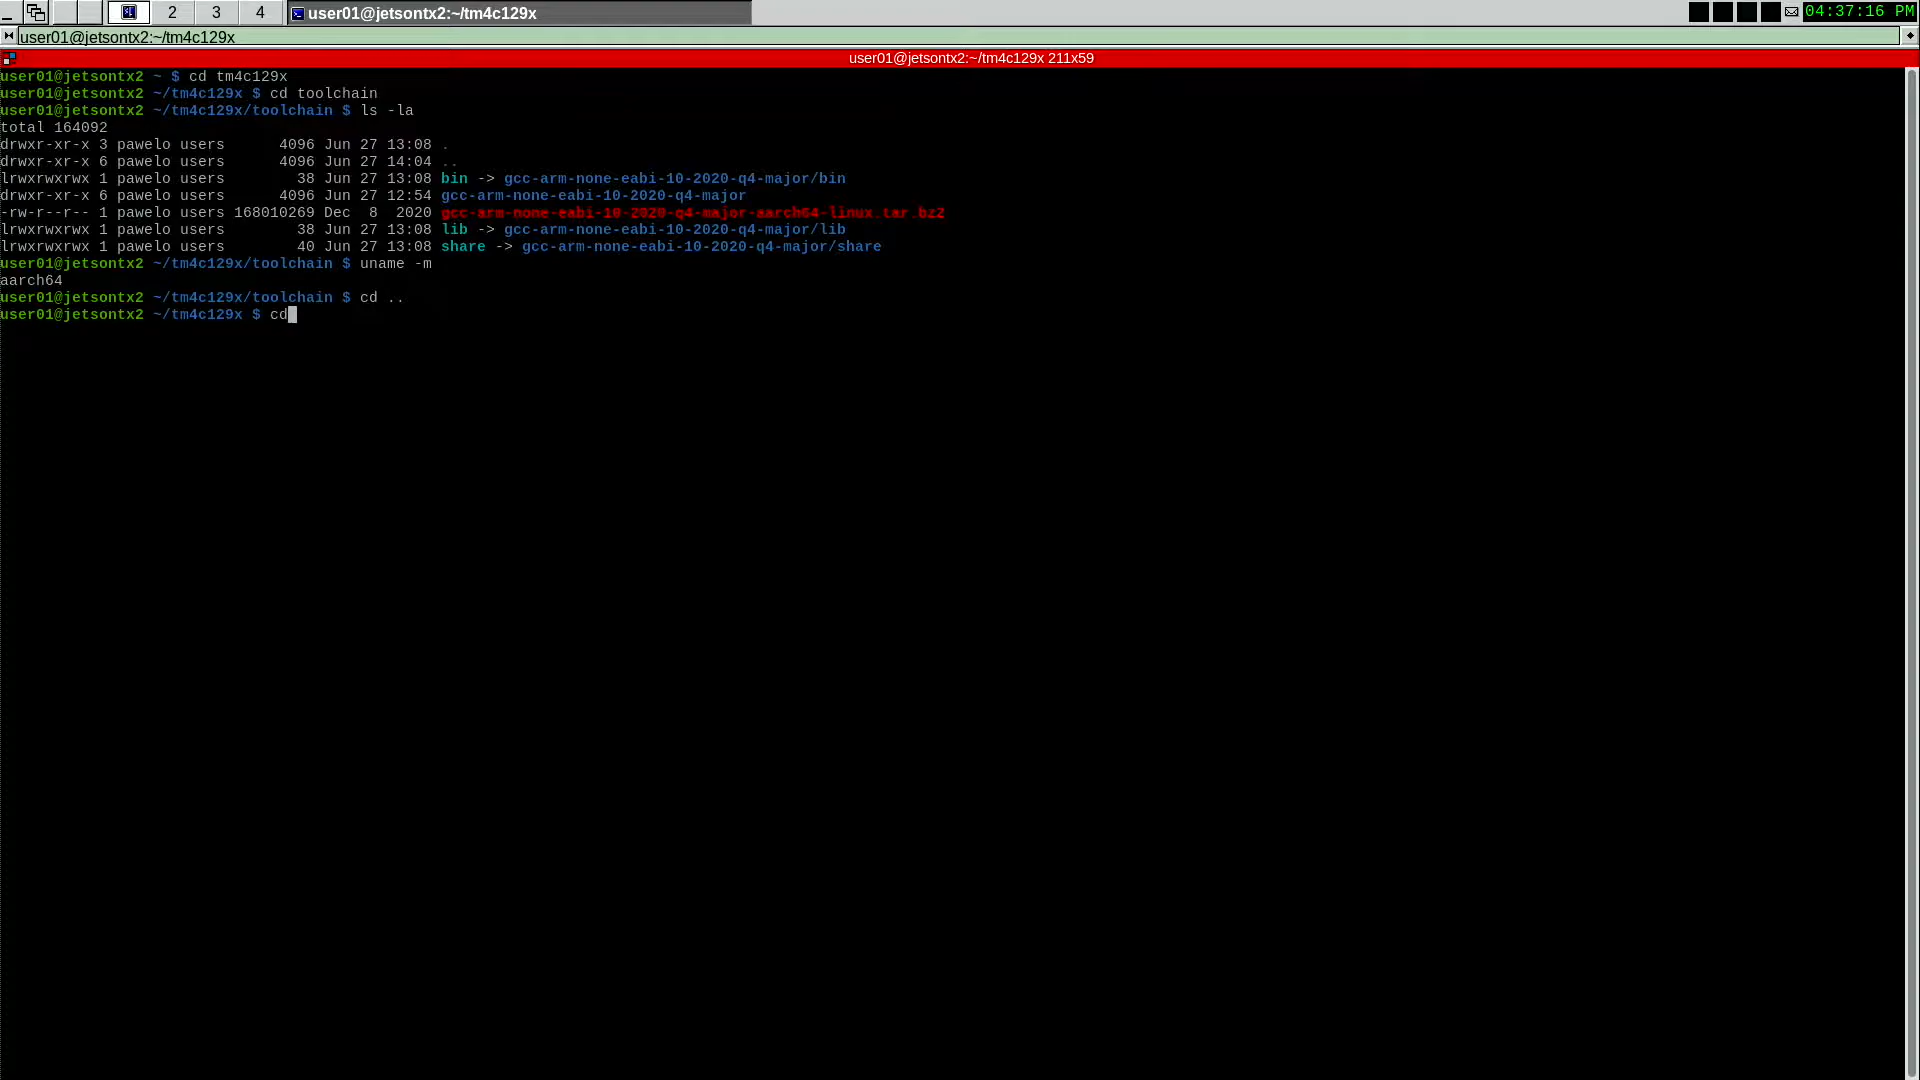 2 3 4 user01@jetsontx2:~/tm4c129x 04:37:16 PM
user01@jetsontx2:~/tm4c129x
user01@jetsontx2:~/tm4c129x 211x59
user01@jetsontx2 ~ $ cd tm4c129x
user01@jetsontx2 ~/tm4c129x $ cd toolchain
user01@jetsontx2 ~/tm4c129x/toolchain $ ls -la
total 164092
drwxr-xr-x 3 pawelo users      4096 Jun 27 13:08 .
drwxr-xr-x 6 pawelo users      4096 Jun 27 14:04 ..
lrwxrwxrwx 1 pawelo users        38 Jun 27 13:08 bin -> gcc-arm-none-eabi-10-2020-q4-major/bin
drwxr-xr-x 6 pawelo users      4096 Jun 27 12:54 gcc-arm-none-eabi-10-2020-q4-major
-rw-r--r-- 1 pawelo users 168010269 Dec  8  2020 gcc-arm-none-eabi-10-2020-q4-major-aarch64-linux.tar.bz2
lrwxrwxrwx 1 pawelo users        38 Jun 27 13:08 lib -> gcc-arm-none-eabi-10-2020-q4-major/lib
lrwxrwxrwx 1 pawelo users        40 Jun 27 13:08 share -> gcc-arm-none-eabi-10-2020-q4-major/share
user01@jetsontx2 ~/tm4c129x/toolchain $ uname -m
aarch64
user01@jetsontx2 ~/tm4c129x/toolchain $ cd ..
user01@jetsontx2 ~/tm4c129x $ cd